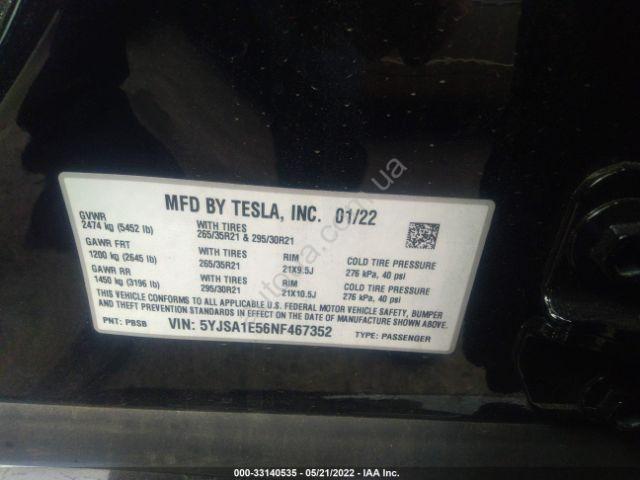 MFD BY TESLA, INC. 01/22
GVWR
2474 kg (5452 lb)
WITH TIRES
265/35R21 & 295/30R21
GAWR FRT
1200 kg (2645 lb)
WITH TIRES
265/35R21
RIM
21X9.5J
COLD TIRE PRESSURE
276 kPa, 40 psi
GAWR RR
1450 kg (3196 lb)
WITH TIRES
295/30R21
RIM
21X10.5J
COLD TIRE PRESSURE
276 kPa, 40 psi
THIS VEHICLE CONFORMS TO ALL APPLICABLE U.S. FEDERAL MOTOR VEHICLE SAFETY, BUMPER,
AND THEFT PREVENTION STANDARDS IN EFFECT ON THE DATE OF MANUFACTURE SHOWN ABOVE.
PNT: PBSB
VIN: 5YJSA1E56NF467352
TYPE: PASSENGER
000-33140535 - 05/21/2022 - IAA Inc.